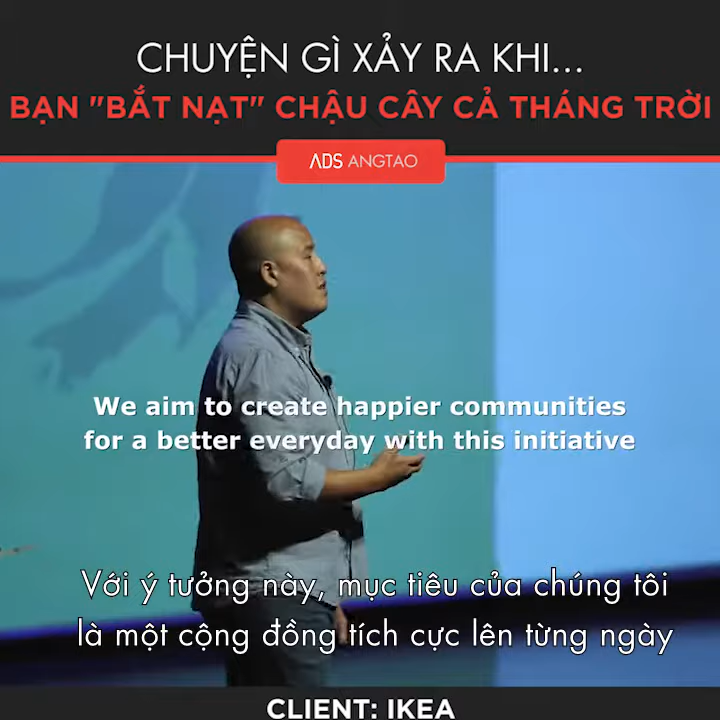 CHUYỆN GÌ XẢY RA KHI...
BẠN "BẮT NẠT" CHẬU CÂY CẢ THÁNG TRỜI
ADS ANGTAO
We aim to create happier communities
for a better everyday with this initiative
Với ý tưởng này, mục tiêu của chúng tôi
là một cộng đồng tích cực lên từng ngày
CLIENT: IKEA